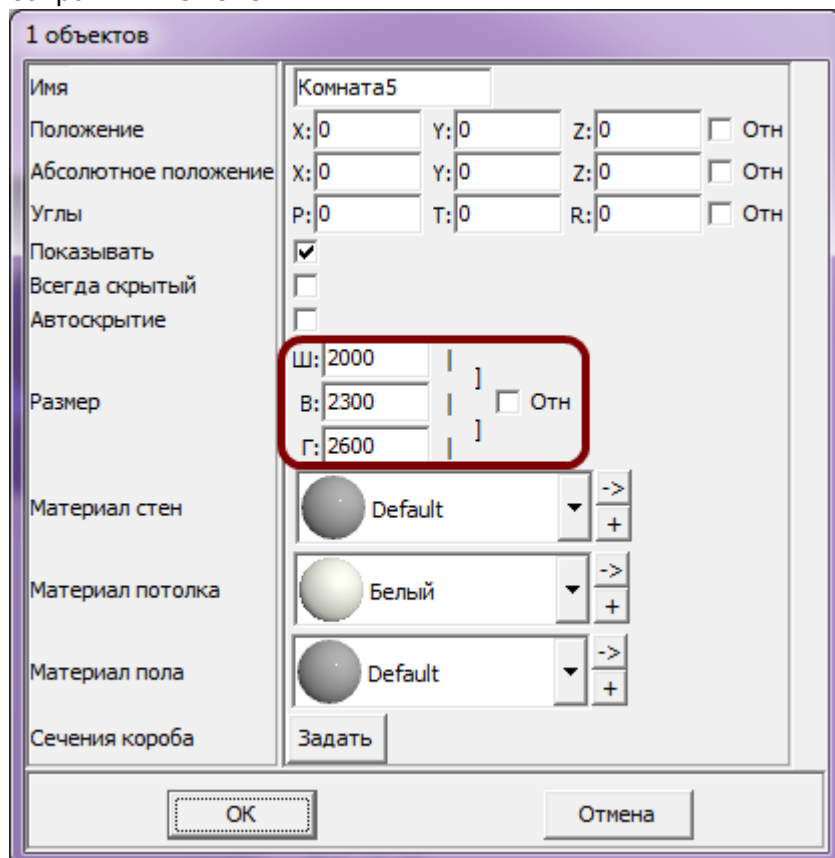 1 объектов
Имя Комната5
Положение X: 0 Y: 0 Z: 0 Отн
Абсолютное положение X: 0 Y: 0 Z: 0 Отн
Углы P: 0 T: 0 R: 0 Отн
Показывать
Всегда скрытый
Автоскрытие
Ш: 2000 | ]
Размер В: 2300 | Отн
Г: 2600 | ]
Материал стен Default -> +
Материал потолка Белый -> +
Материал пола Default -> +
Сечения короба Задать
OK Отмена